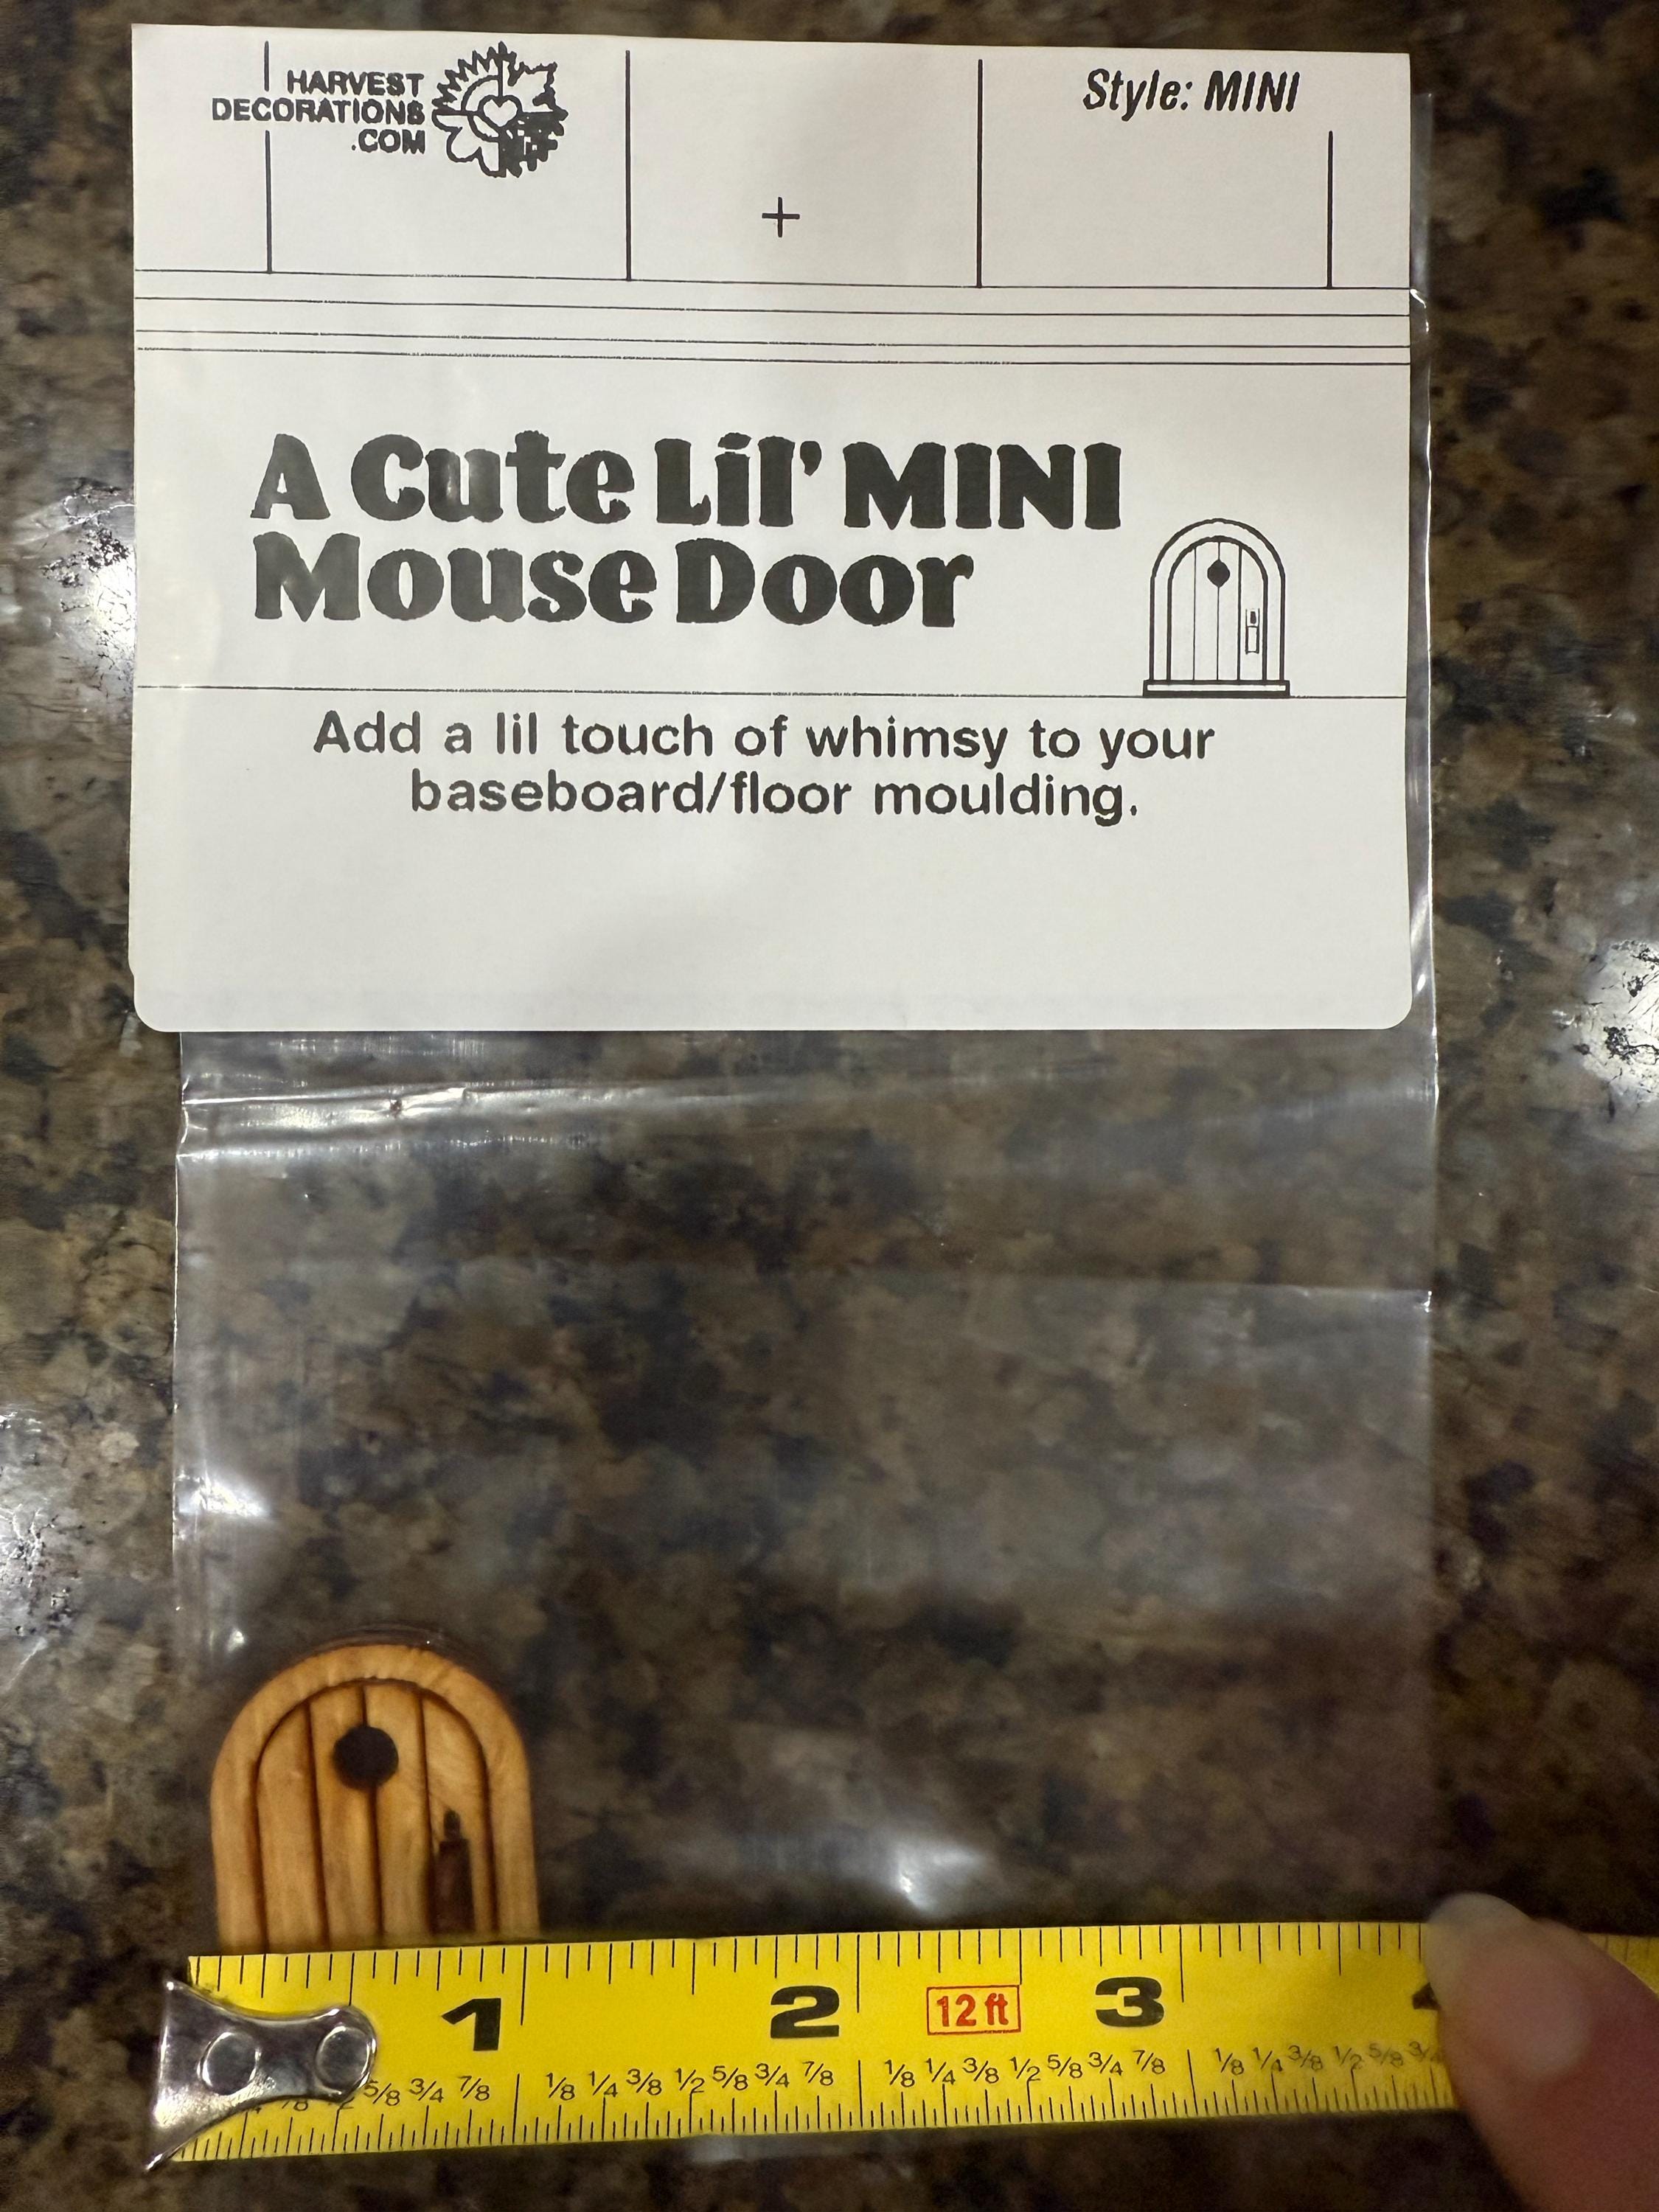 HARVEST
DECORATIONS
.COM
Style: MINI
+
A Cute Lil' MINI
Mouse Door
Add a lil touch of whimsy to your
baseboard/floor moulding.
1 2 12 ft 3
5/8 3/4 7/8 1/8 1/4 3/8 1/2 5/8 3/4 7/8 1/8 1/4 3/8 1/2 5/8 3/4 7/8 1/8 1/4 3/8 1/2 5/8